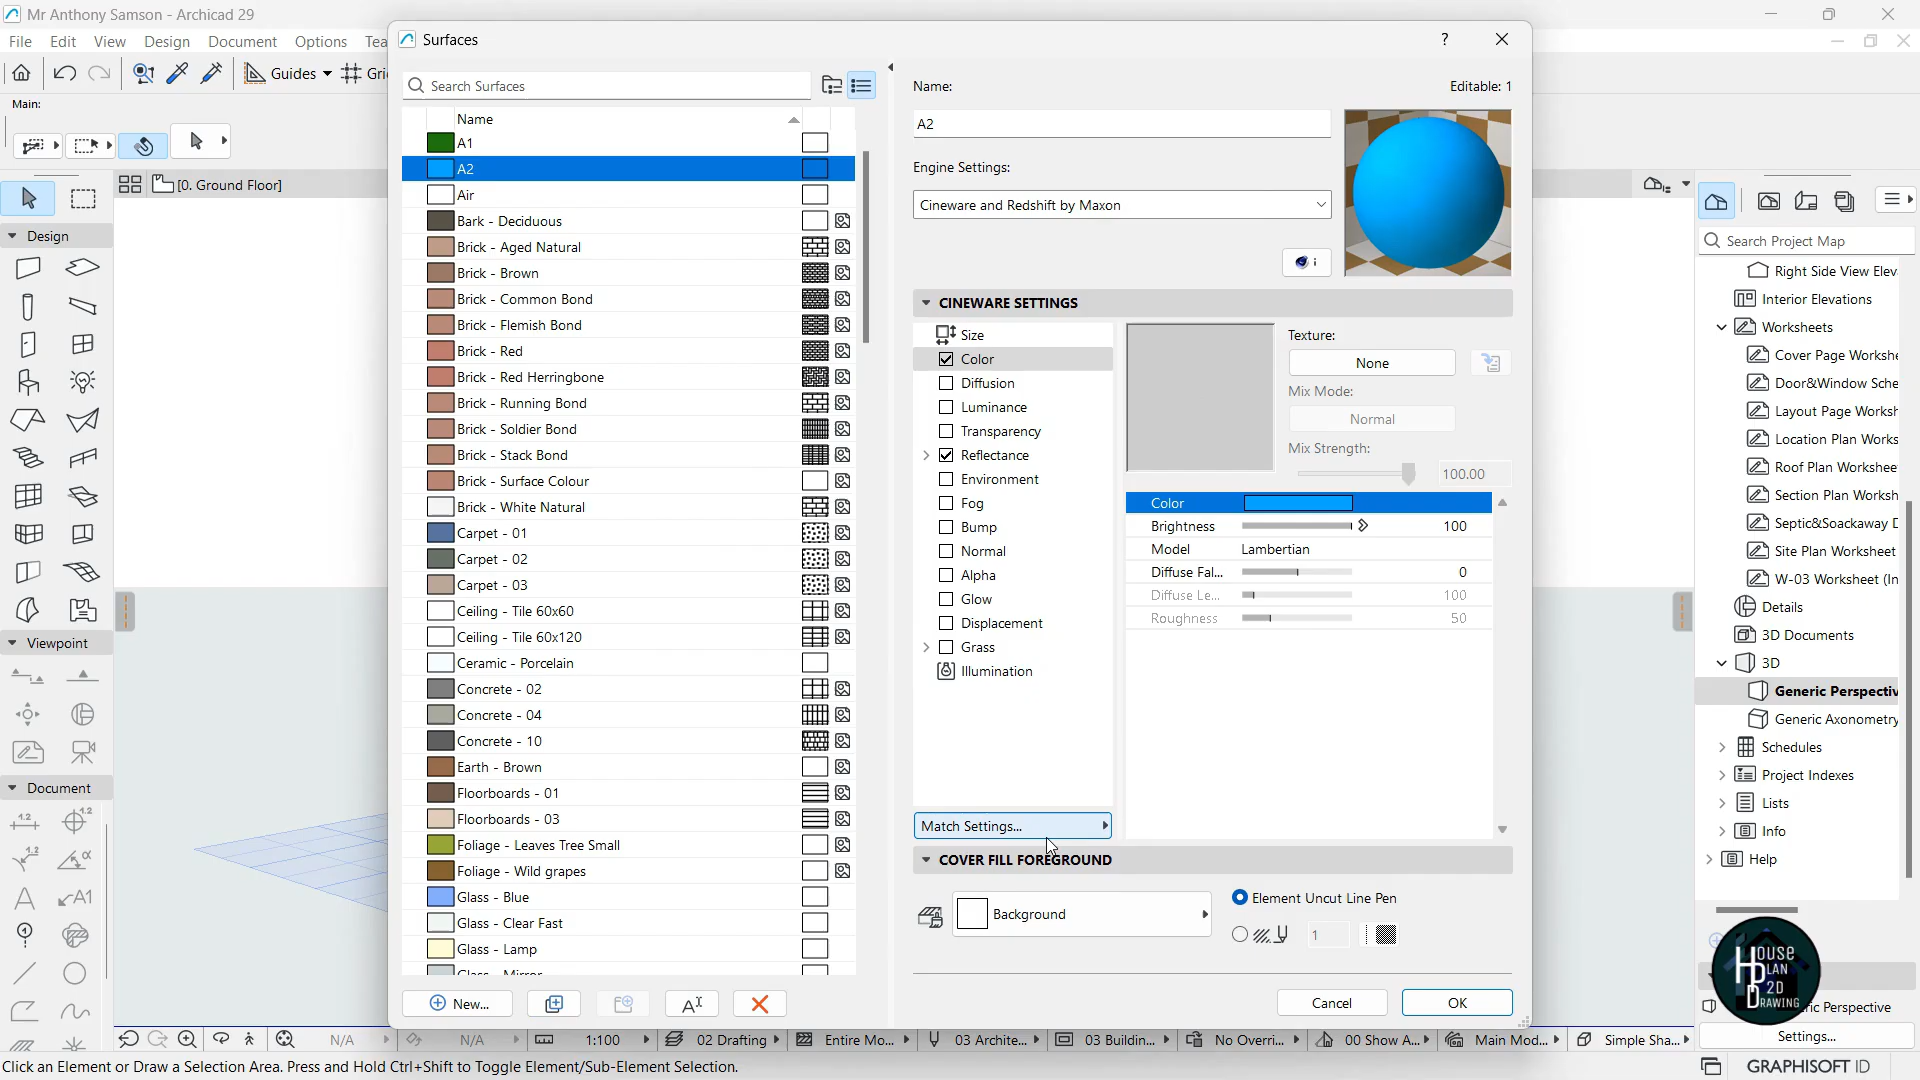 Mr Anthony Samson - Archicad 29
File Edit View Design Document Options Tea
Guides Gri
Main:
[0. Ground Floor]
Design
Viewpoint
Document
Surfaces
Search Surfaces
Name
A1
A2
Air
Bark - Deciduous
Brick - Aged Natural
Brick - Brown
Brick - Common Bond
Brick - Flemish Bond
Brick - Red
Brick - Red Herringbone
Brick - Running Bond
Brick - Soldier Bond
Brick - Stack Bond
Brick - Surface Colour
Brick - White Natural
Carpet - 01
Carpet - 02
Carpet - 03
Ceiling - Tile 60x60
Ceiling - Tile 60x120
Ceramic - Porcelain
Concrete - 02
Concrete - 04
Concrete - 10
Earth - Brown
Floorboards - 01
Floorboards - 03
Foliage - Leaves Tree Small
Foliage - Wild grapes
Glass - Blue
Glass - Clear Fast
Glass - Lamp
New...
Name:
Editable: 1
A2
Engine Settings:
Cineware and Redshift by Maxon
i
CINEWARE SETTINGS
Size
Color
Diffusion
Luminance
Transparency
Reflectance
Environment
Fog
Bump
Normal
Alpha
Glow
Displacement
Grass
Illumination
Match Settings...
Texture:
None
Mix Mode:
Normal
Mix Strength:
100.00
Color
Brightness 100
Model Lambertian
Diffuse Fal... 0
Diffuse Le... 100
Roughness 50
COVER FILL FOREGROUND
Background
Element Uncut Line Pen
1
Cancel
OK
Search Project Map
Right Side View Elev
Interior Elevations
Worksheets
Cover Page Workshe
Door&Window Sche
Layout Page Worksh
Location Plan Works
Roof Plan Workshee
Section Plan Worksh
Septic&Soackaway D
Site Plan Worksheet
W-03 Worksheet (In
Details
3D Documents
3D
Generic Perspectiv
Generic Axonometry
Schedules
Project Indexes
Lists
Info
Help
HOUSE
PLAN
2D
DRAWING
ric Perspective
Settings...
N/A N/A 1:100 02 Drafting Entire Mo... 03 Archite... 03 Buildin... No Overri... 00 Show A... Main Mod... Simple Sha...
Click an Element or Draw a Selection Area. Press and Hold Ctrl+Shift to Toggle Element/Sub-Element Selection.
GRAPHISOFT ID